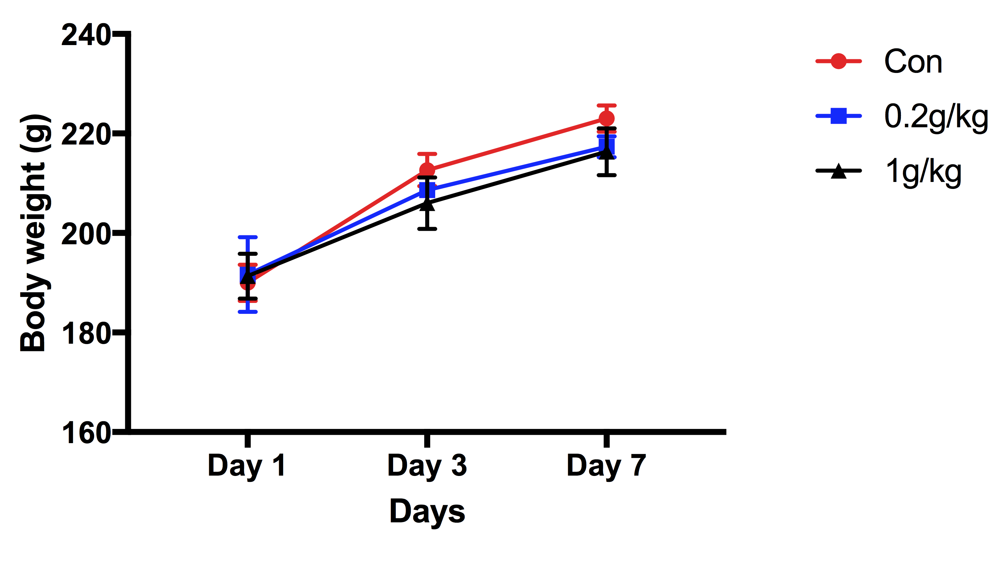 240
220
200
180
160
Body weight (g)
Day 1
Day 3
Day 7
Days
Con
0.2g/kg
1g/kg